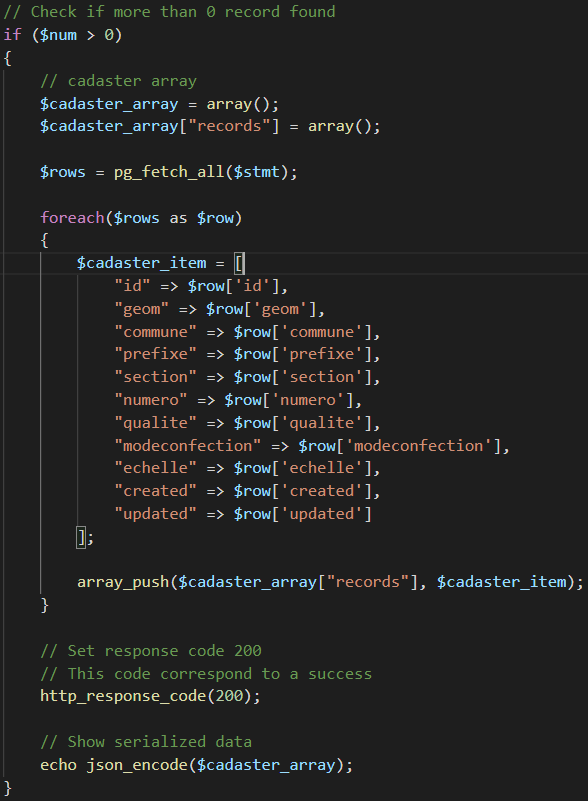 // Check if more than 0 record found
if ($num > 0)
{
    // cadaster array
    $cadaster_array = array();
    $cadaster_array["records"] = array();

    $rows = pg_fetch_all($stmt);

    foreach($rows as $row)
    {
        $cadaster_item = [
            "id" => $row['id'],
            "geom" => $row['geom'],
            "commune" => $row['commune'],
            "prefixe" => $row['prefixe'],
            "section" => $row['section'],
            "numero" => $row['numero'],
            "qualite" => $row['qualite'],
            "modeconfection" => $row['modeconfection'],
            "echelle" => $row['echelle'],
            "created" => $row['created'],
            "updated" => $row['updated']
        ];

        array_push($cadaster_array["records"], $cadaster_item);
    }

    // Set response code 200
    // This code correspond to a success
    http_response_code(200);

    // Show serialized data
    echo json_encode($cadaster_array);
}